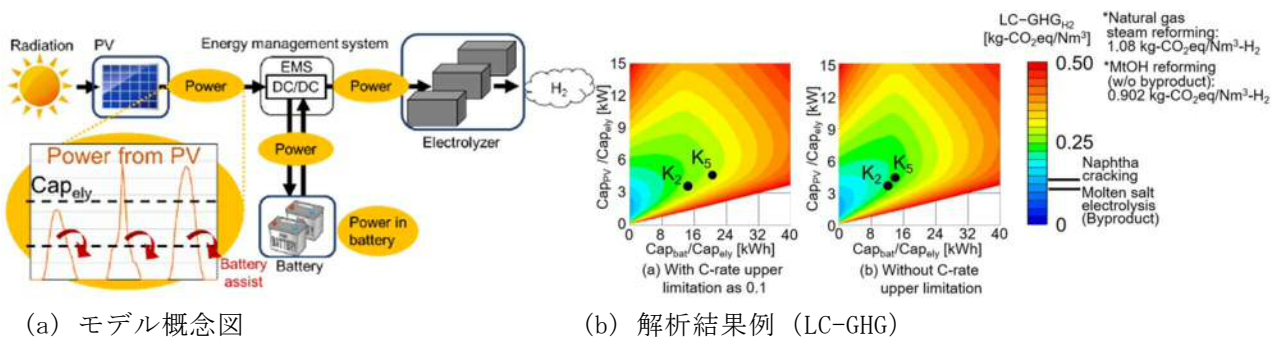 Radiation
PV
Energy management system
EMS
DC/DC
Power
Power
Power
Electrolyzer
H2
Power from PV
Capely
Battery
assist
BATTERY
Battery
Power in
battery
(a) モデル概念図
15
12
9
6
3
0
CapPV/Capely [kW]
K2
K5
0 8 16 24 32 40
Capbat/Capely [kWh]
(a) With C-rate upper
limitation as 0.1
15
12
9
6
3
0
CapPV/Capely [kW]
K2
K5
0 8 16 24 32 40
Capbat/Capely [kWh]
(b) Without C-rate
upper limitation
LC-GHGH2
[kg-CO2eq/Nm3]
0.50
0.25
0
*Natural gas
steam reforming:
1.08 kg-CO2eq/Nm3-H2
*MtOH reforming
(w/o byproduct):
0.902 kg-CO2eq/Nm3-H2
Naphtha
cracking
Molten salt
electrolysis
(Byproduct)
(b) 解析結果例 (LC-GHG)